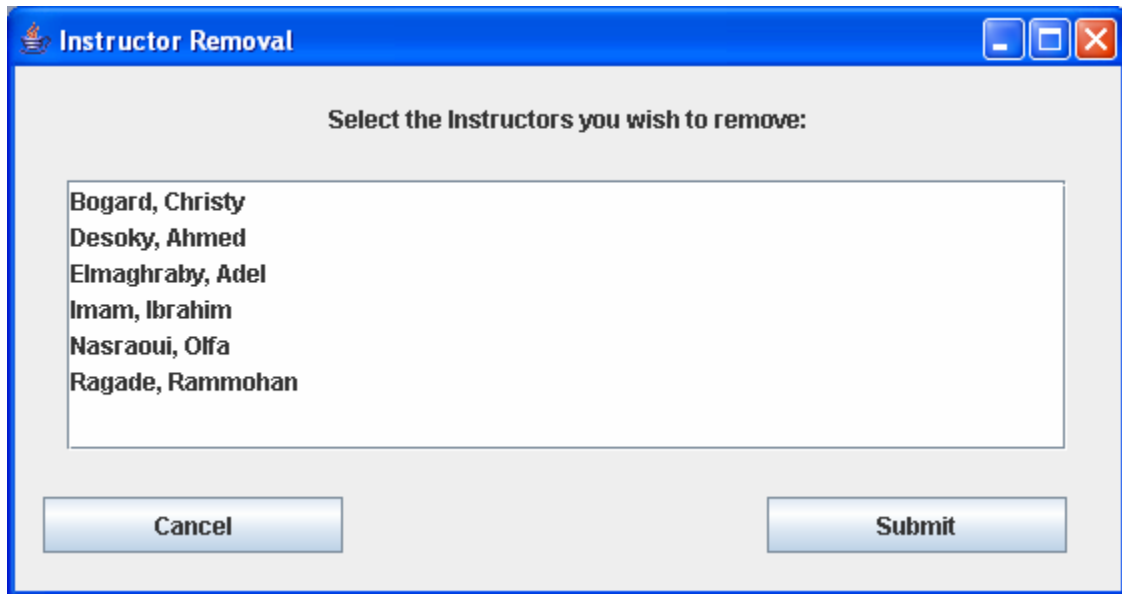 Instructor Removal
Select the Instructors you wish to remove:
Bogard, Christy
Desoky, Ahmed
Elmaghraby, Adel
Imam, Ibrahim
Nasraoui, Olfa
Ragade, Rammohan
Cancel
Submit